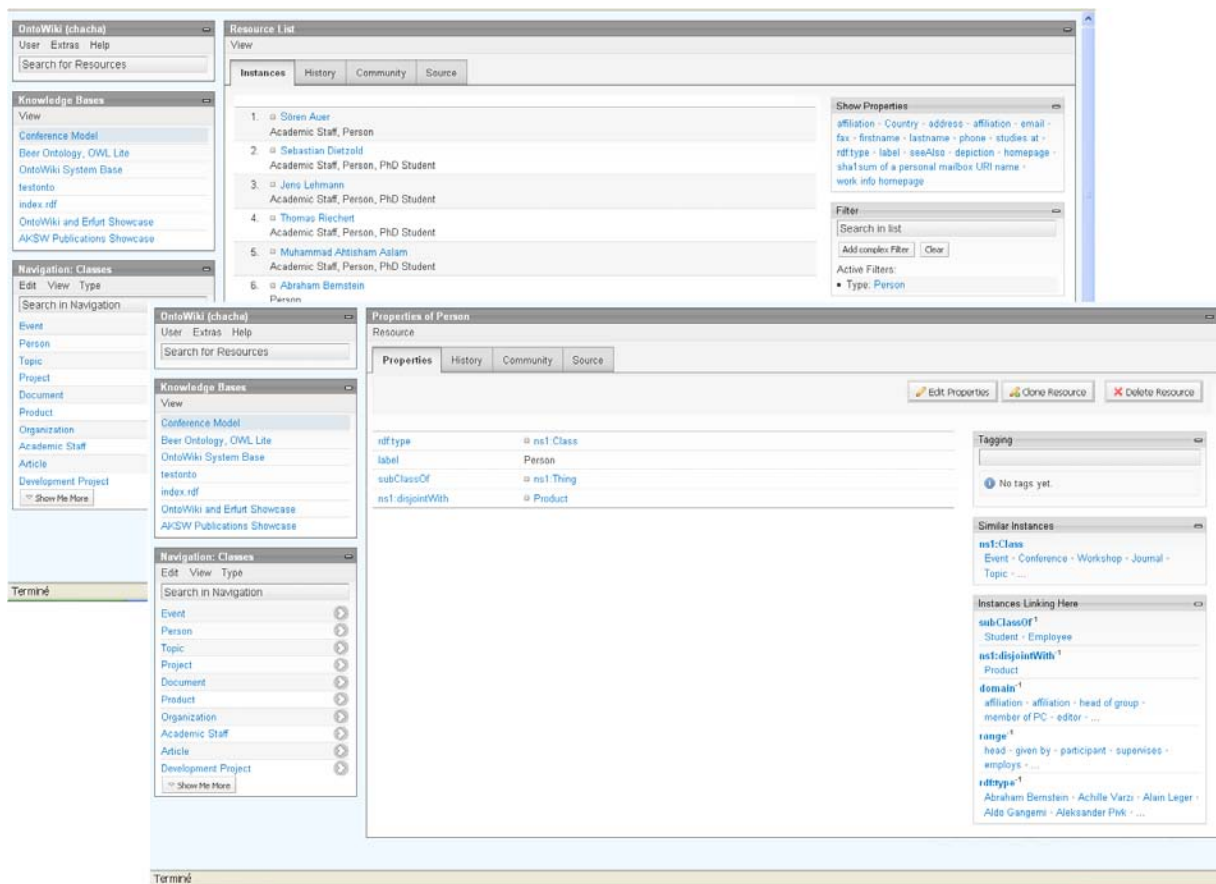 OntoWiki (chacha)
User Extras Help
Search for Resources
Knowledge Bases
View
Conference Model
Beer Ontology, OWL Lite
OntoWiki System Base
testonto
index.rdf
OntoWiki and Erfurt Showcase
AKSW Publications Showcase
Navigation: Classes
Edit View Type
Search in Navigation
Event
Person
Topic
Project
Document
Product
Organization
Academic Staff
Article
Development Project
Show Me More
Terminé
Resource List
View
Instances History Community Source
1. Sören Auer
Academic Staff, Person
2. Sebastian Dietzold
Academic Staff, Person, PhD Student
3. Jens Lehmann
Academic Staff, Person, PhD Student
4. Thomas Riechert
Academic Staff, Person, PhD Student
5. Muhammad Ahtisham Aslam
Academic Staff, Person, PhD Student
6. Abraham Bernstein
Person
Show Properties
affiliation - Country - address - affiliation - email -
fax - firstname - lastname - phone - studies at -
rdf:type - label - seeAlso - depiction - homepage -
sha1sum of a personal mailbox URI name -
work info homepage
Filter
Search in list
Add complex Filter Clear
Active Filters:
• Type: Person
OntoWiki (chacha)
User Extras Help
Search for Resources
Knowledge Bases
View
Conference Model
Beer Ontology, OWL Lite
OntoWiki System Base
testonto
index.rdf
OntoWiki and Erfurt Showcase
AKSW Publications Showcase
Navigation: Classes
Edit View Type
Search in Navigation
Event
Person
Topic
Project
Document
Product
Organization
Academic Staff
Article
Development Project
Show Me More
Properties of Person
Resource
Properties History Community Source
Edit Properties Clone Resource Delete Resource
rdf:type ns1:Class
label Person
subClassOf ns1:Thing
ns1:disjointWith Product
Tagging
No tags yet.
Similar Instances
ns1:Class
Event - Conference - Workshop - Journal -
Topic - ...
Instances Linking Here
subClassOf-1
Student - Employee
ns1:disjointWith-1
Product
domain-1
affiliation - affiliation - head of group -
member of PC - editor - ...
range-1
head - given by - participant - supervises -
employs - ...
rdf:type-1
Abraham Bernstein - Achille Varzi - Alain Leger -
Aldo Gangemi - Aleksander Pivk - ...
Terminé